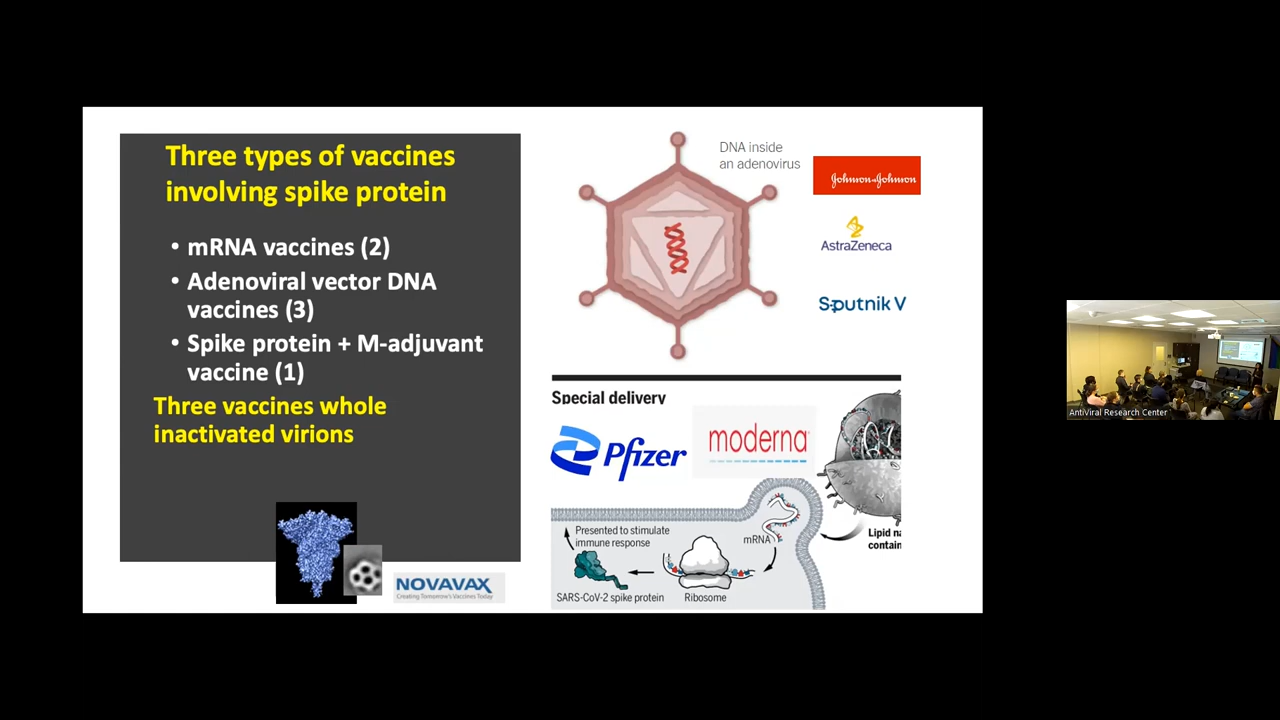 Three types of vaccines
involving spike protein
• mRNA vaccines (2)
• Adenoviral vector DNA
vaccines (3)
• Spike protein + M-adjuvant
vaccine (1)
Three vaccines whole
inactivated virions
NOVAVAX
Creating Tomorrow's Vaccines Today
DNA inside
an adenovirus
Johnson & Johnson
AstraZeneca
Sputnik V
Special delivery
Pfizer
moderna
Presented to stimulate
immune response
mRNA
Lipid na
contain
SARS-CoV-2 spike protein
Ribosome
AntiViral Research Center